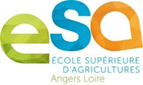 esa
ÉCOLE SUPÉRIEURE
D'AGRICULTURES
Angers Loire